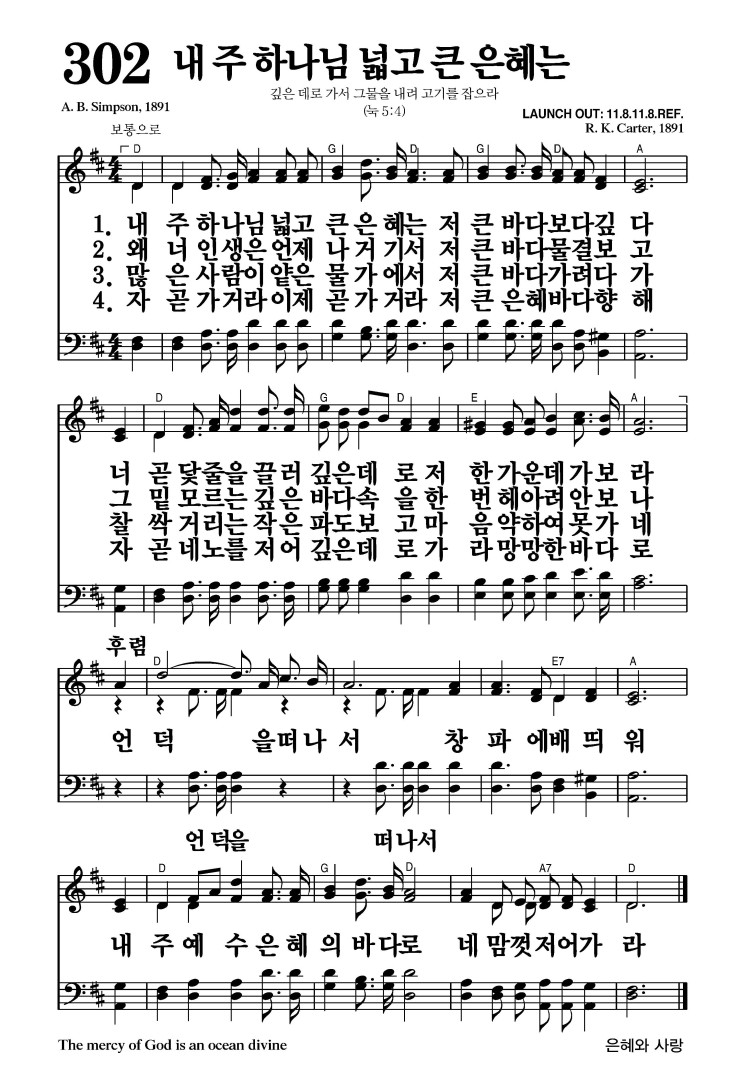 302 내 주 하나님 넓고 큰 은혜는
깊은 데로 가서 그물을 내려 고기를 잡으라
(눅 5:4)
A. B. Simpson, 1891
LAUNCH OUT: 11.8.11.8.REF.
R. K. Carter, 1891
보통으로
D G D G D A
1. 내 주 하나님 넓고 큰 은 혜는 저 큰 바다보다깊 다
2. 왜 너 인생은언제 나 거 기서 저 큰 바다물결보 고
3. 많 은 사람이 얕은 물 가 에서 저 큰 바다가려다 가
4. 자 곧 가거라이제 곧 가 거라 저 큰 은혜바다향 해
D G D E A
너 곧 닻줄을 끌 러 깊은데 로 저 한 가운데 가보 라
그 밑 모르는 깊 은 바다속 을 한 번 헤아려 안보 나
찰 싹 거리는 작 은 파도보 고 마 음 약하여 못가 네
자 곧 네노를 저 어 깊은데 로 가 라 망망한 바다 로
후렴
D E7 A
언 덕 을떠나 서 창 파 에배 띄 워
언 덕을 떠나서
D G D A7 D
내 주 예 수 은 혜 의 바 다로 네 맘껏 저어가 라
The mercy of God is an ocean divine
은혜와 사랑